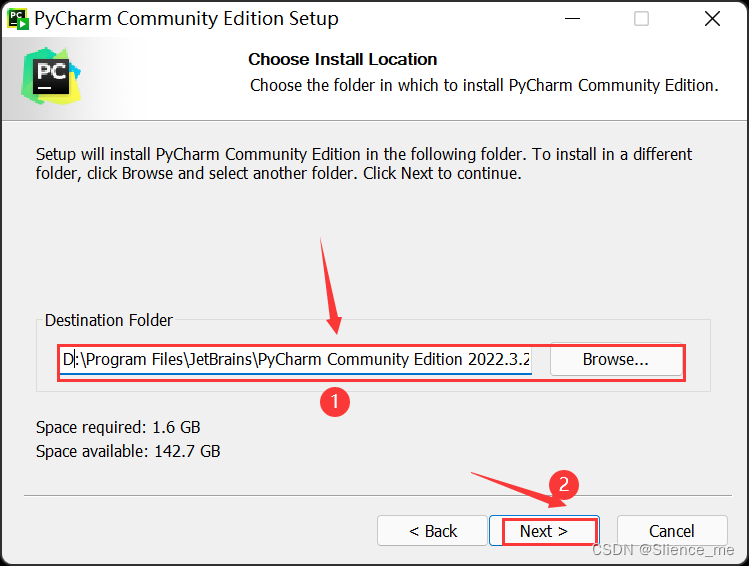 PyCharm Community Edition Setup
PC
Choose Install Location
Choose the folder in which to install PyCharm Community Edition.
Setup will install PyCharm Community Edition in the following folder. To install in a different
folder, click Browse and select another folder. Click Next to continue.
Destination Folder
D:\Program Files\JetBrains\PyCharm Community Edition 2022.3.2
Browse...
1
Space required: 1.6 GB
Space available: 142.7 GB
2
< Back
Next >
Cancel
CSDN @Slience_me